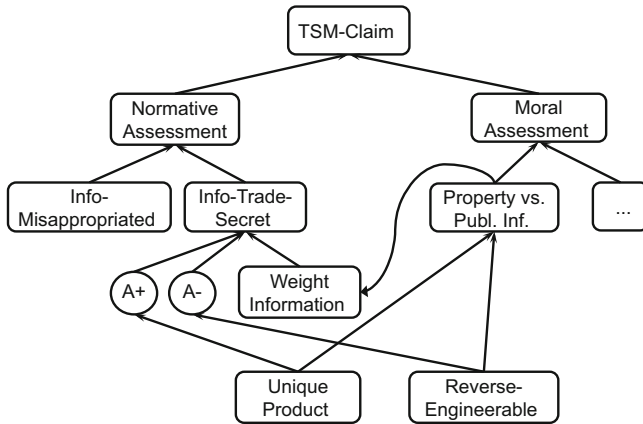 TSM-Claim
Normative
Assessment
Moral
Assessment
Info-
Misappropriated
Info-Trade-
Secret
Property vs.
Publ. Inf.
...
A+
A-
Weight
Information
Unique
Product
Reverse-
Engineerable